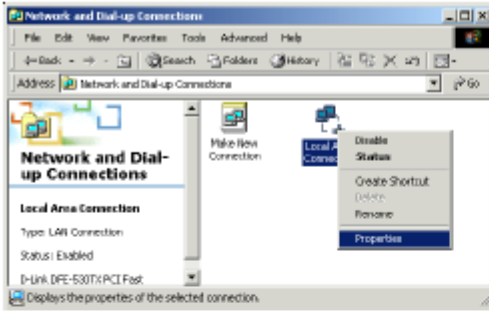 Network and Dial-up Connections
File Edit View Favorites Tools Advanced Help
Back Search Folders History
Address Network and Dial-up Connections Go
Network and Dial-
up Connections
Local Area Connection
Type: LAN Connection
Status: Enabled
D-Link DFE-530TX PCI Fast
Make New
Connection
Local A
Connec
Disable
Status
Create Shortcut
Delete
Rename
Properties
Displays the properties of the selected connection.